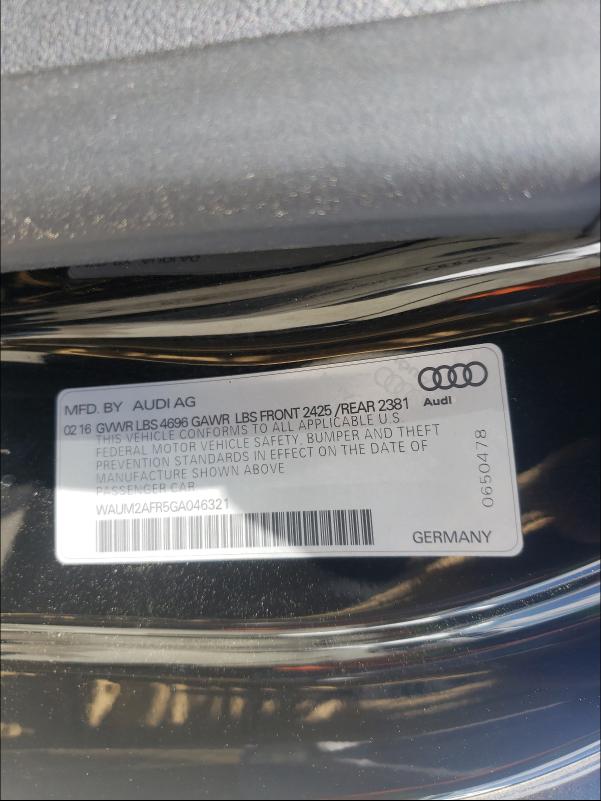 MFD. BY AUDI AG
02 16 GVWR LBS 4696 GAWR LBS FRONT 2425 / REAR 2381
Audi
THIS VEHICLE CONFORMS TO ALL APPLICABLE U.S.
FEDERAL MOTOR VEHICLE SAFETY, BUMPER AND THEFT
PREVENTION STANDARDS IN EFFECT ON THE DATE OF
MANUFACTURE SHOWN ABOVE
PASSENGER CAR
WAUM2AFR5GA046321
0650478
GERMANY